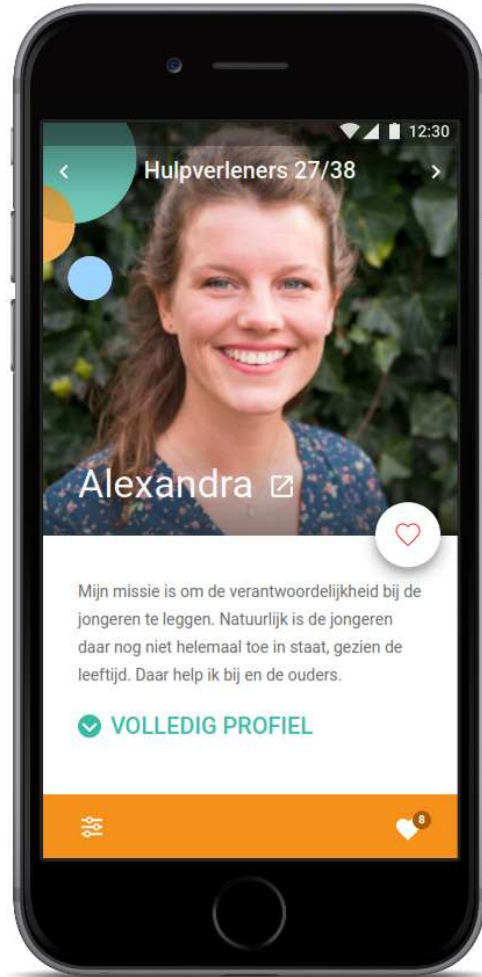 12:30
Hulpverleners 27/38
Alexandra
Mijn missie is om de verantwoordelijkheid bij de
jongeren te leggen. Natuurlijk is de jongeren
daar nog niet helemaal toe in staat, gezien de
leeftijd. Daar help ik bij en de ouders.
VOLLEDIG PROFIEL
8